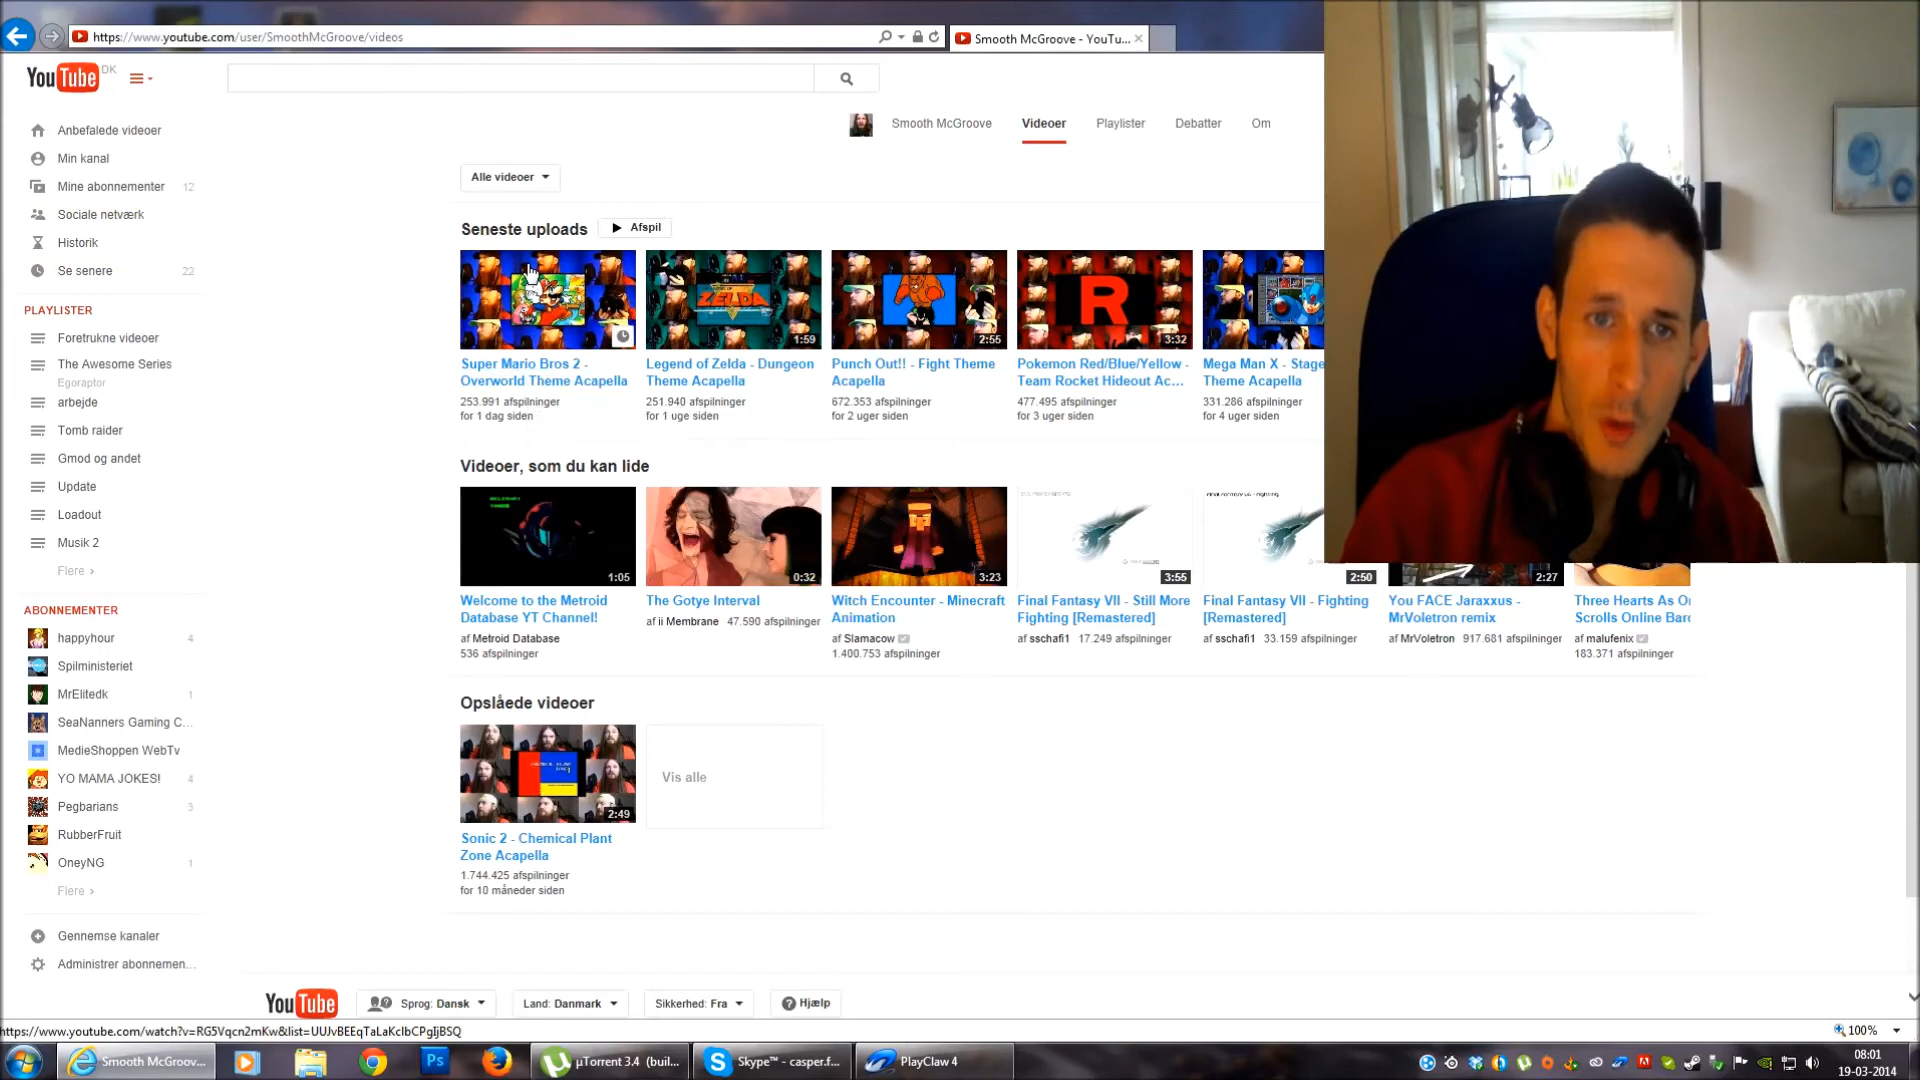 https://www.youtube.com/user/SmoothMcGroove/videos
Smooth McGroove - YouTu...
YouTube DK
Smooth McGroove
Videoer
Playlister
Debatter
Om
Anbefalede videoer
Min kanal
Mine abonnementer 12
Sociale netværk
Historik
Se senere 22
PLAYLISTER
Foretrukne videoer
The Awesome Series
Egoraptor
arbejde
Tomb raider
Gmod og andet
Update
Loadout
Musik 2
Flere ›
ABONNEMENTER
happyhour 4
Spilministeriet
MrElitedk 1
SeaNanners Gaming C...
MedieShoppen WebTv
YO MAMA JOKES! 4
Pegbarians 3
RubberFruit
OneyNG 1
Flere ›
Gennemse kanaler
Administrer abonnemen...
Alle videoer
Seneste uploads
Afspil
Super Mario Bros 2 -
Overworld Theme Acapella
253.991 afspilninger
for 1 dag siden
ZELDA
1:59
Legend of Zelda - Dungeon
Theme Acapella
251.940 afspilninger
for 1 uge siden
2:55
Punch Out!! - Fight Theme
Acapella
672.353 afspilninger
for 2 uger siden
R
3:32
Pokemon Red/Blue/Yellow -
Team Rocket Hideout Ac...
477.495 afspilninger
for 3 uger siden
Mega Man X - Stage
Theme Acapella
331.286 afspilninger
for 4 uger siden
Videoer, som du kan lide
1:05
Welcome to the Metroid
Database YT Channel!
af Metroid Database
536 afspilninger
0:32
The Gotye Interval
af ii Membrane 47.590 afspilninger
3:23
Witch Encounter - Minecraft
Animation
af Slamacow
1.400.753 afspilninger
3:55
Final Fantasy VII - Still More
Fighting [Remastered]
af sschafi1 17.249 afspilninger
Final Fantasy VII - Fighting
2:50
Final Fantasy VII - Fighting
[Remastered]
af sschafi1 33.159 afspilninger
2:27
You FACE Jaraxxus -
MrVoletron remix
af MrVoletron 917.681 afspilninger
Three Hearts As
Scrolls Online
af malufenix
183.371 afspilninger
Opslåede videoer
2:49
Sonic 2 - Chemical Plant
Zone Acapella
1.744.425 afspilninger
for 10 måneder siden
Vis alle
YouTube
Sprog: Dansk
Land: Danmark
Sikkerhed: Fra
Hjælp
https://www.youtube.com/watch?v=RG5Vqcn2mKw&list=UUJvBEEqTaLaKclbCPgIjBSQ
100%
Smooth McGroov...
Ps
µTorrent 3.4 (buil...
Skype™ - casper.f...
PlayClaw 4
08:01
19-03-2014